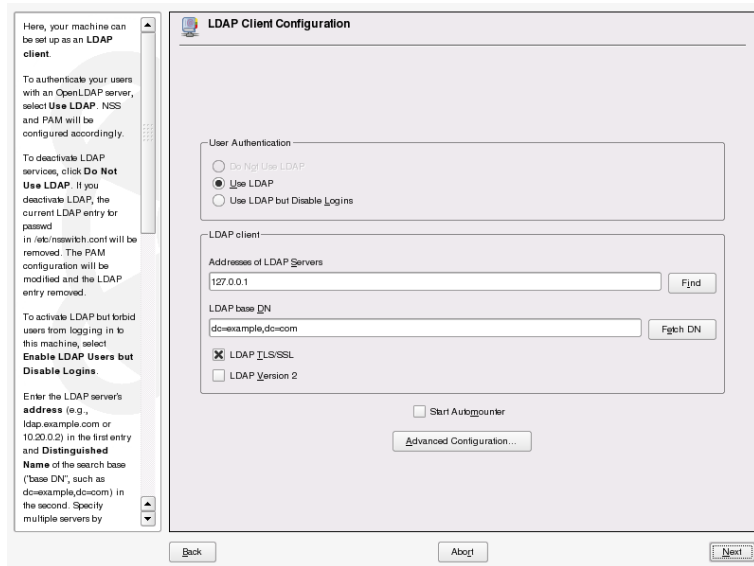 Here, your machine can
be set up as an LDAP
client.
To authenticate your users
with an OpenLDAP server,
select Use LDAP. NSS
and PAM will be
configured accordingly.
To deactivate LDAP
services, click Do Not
Use LDAP. If you
deactivate LDAP, the
current LDAP entry for
passwd
in /etc/nsswitch.conf will be
removed. The PAM
configuration will be
modified and the LDAP
entry removed.
To activate LDAP but forbid
users from logging in to
this machine, select
Enable LDAP Users but
Disable Logins.
Enter the LDAP server's
address (e.g.,
ldap.example.com or
10.20.0.2) in the first entry
and Distinguished
Name of the search base
("base DN", such as
dc=example,dc=com) in
the second. Specify
multiple servers by
LDAP Client Configuration
User Authentication
Do Not Use LDAP
Use LDAP
Use LDAP but Disable Logins
LDAP client
Addresses of LDAP Servers
127.0.0.1
Find
LDAP base DN
dc=example,dc=com
Fetch DN
LDAP TLS/SSL
LDAP Version 2
Start Automounter
Advanced Configuration...
Back
Abort
Next